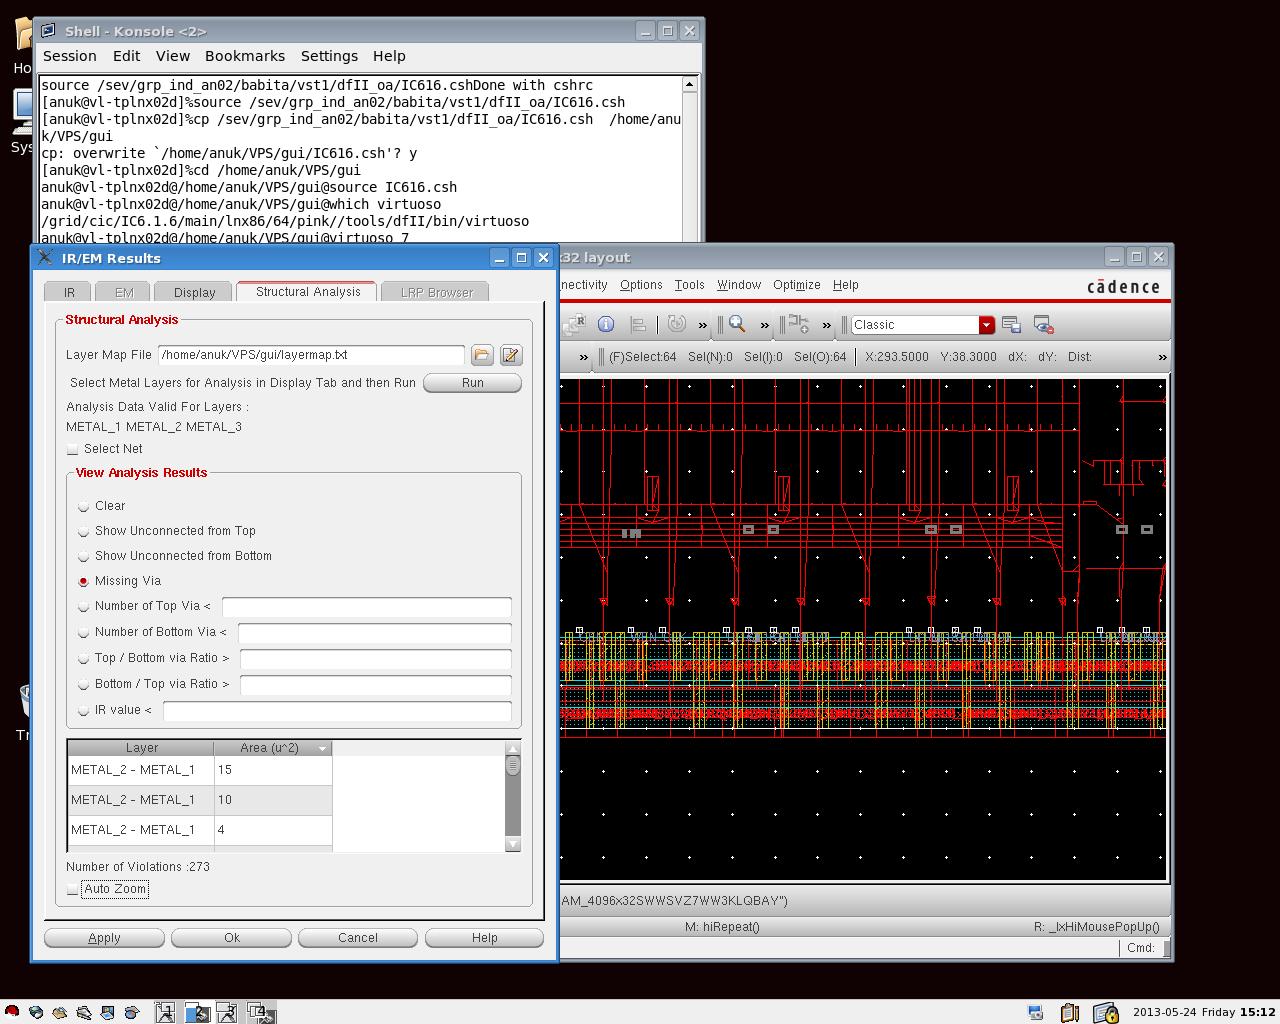 Shell - Konsole <2>
Session Edit View Bookmarks Settings Help
source /sev/grp_ind_an02/babita/vst1/dfII_oa/IC616.cshDone with cshrc
[anuk@vl-tplnx02d]%source /sev/grp_ind_an02/babita/vst1/dfII_oa/IC616.csh
[anuk@vl-tplnx02d]%cp /sev/grp_ind_an02/babita/vst1/dfII_oa/IC616.csh  /home/anu
k/VPS/gui
cp: overwrite `/home/anuk/VPS/gui/IC616.csh'? y
[anuk@vl-tplnx02d]%cd /home/anuk/VPS/gui
anuk@vl-tplnx02d@/home/anuk/VPS/gui@source IC616.csh
anuk@vl-tplnx02d@/home/anuk/VPS/gui@which virtuoso
/grid/cic/IC6.1.6/main/lnx86/64/pink//tools/dfII/bin/virtuoso
anuk@vl-tplnx02d@/home/anuk/VPS/gui@virtuoso 7
Ho
Sys
Tr
IR/EM Results
IR EM Display Structural Analysis LRP Browser
Structural Analysis
Layer Map File /home/anuk/VPS/gui/layermap.txt
Select Metal Layers for Analysis in Display Tab and then Run Run
Analysis Data Valid For Layers :
METAL_1 METAL_2 METAL_3
Select Net
View Analysis Results
Clear
Show Unconnected from Top
Show Unconnected from Bottom
Missing Via
Number of Top Via <
Number of Bottom Via <
Top / Bottom via Ratio >
Bottom / Top via Ratio >
IR value <
Layer Area (u^2)
METAL_2 - METAL_1 15
METAL_2 - METAL_1 10
METAL_2 - METAL_1 4
Number of Violations :273
Auto Zoom
Apply Ok Cancel Help
x32 layout
nectivity Options Tools Window Optimize Help cādence
Classic
(F)Select:64 Sel(N):0 Sel(I):0 Sel(O):64 X:293.5000 Y:38.3000 dX: dY: Dist:
AM_4096x32SWWSVZ7WW3KLQBAY")
M: hiRepeat() R: _lxHiMousePopUp()
Cmd:
1 2 3 4
2013-05-24 Friday 15:12